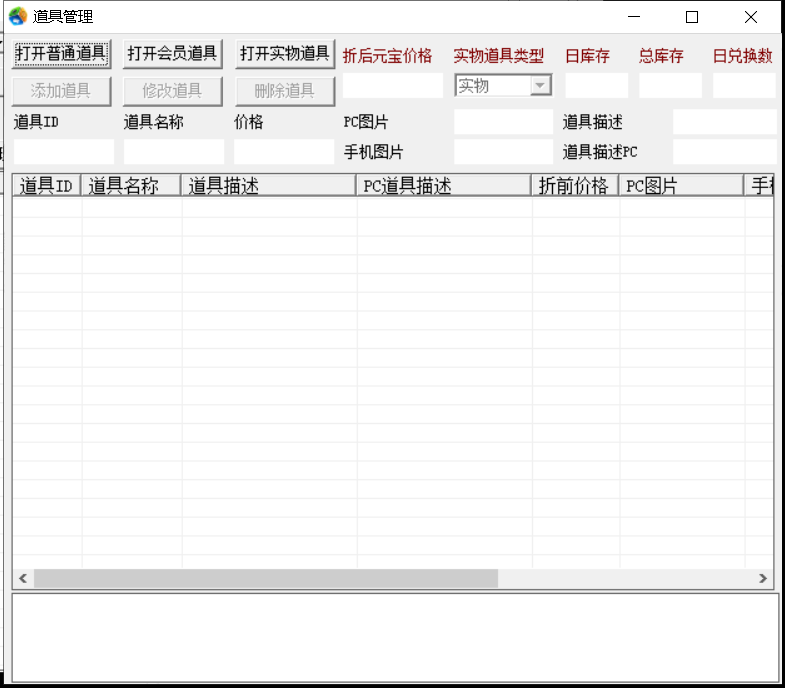 道具管理
打开普通道具 打开会员道具 打开实物道具 折后元宝价格 实物道具类型 日库存 总库存 日兑换数
添加道具 修改道具 删除道具 实物
道具ID 道具名称 价格 PC图片 道具描述
手机图片 道具描述PC
道具ID 道具名称 道具描述 PC道具描述 折前价格 PC图片 手